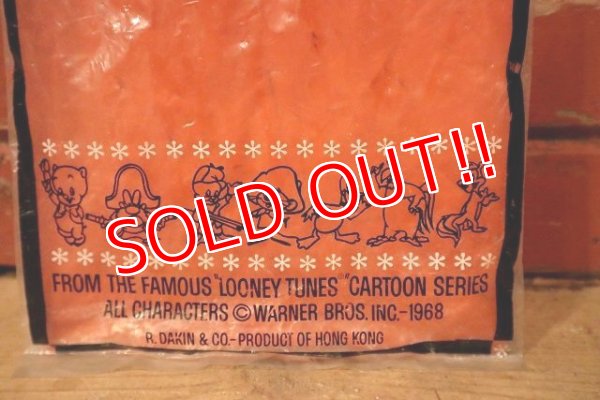 SOLD OUT!!
FROM THE FAMOUS "LOONEY TUNES" CARTOON SERIES
ALL CHARACTERS © WARNER BROS. INC.-1968
R. DAKIN & CO.-PRODUCT OF HONG KONG